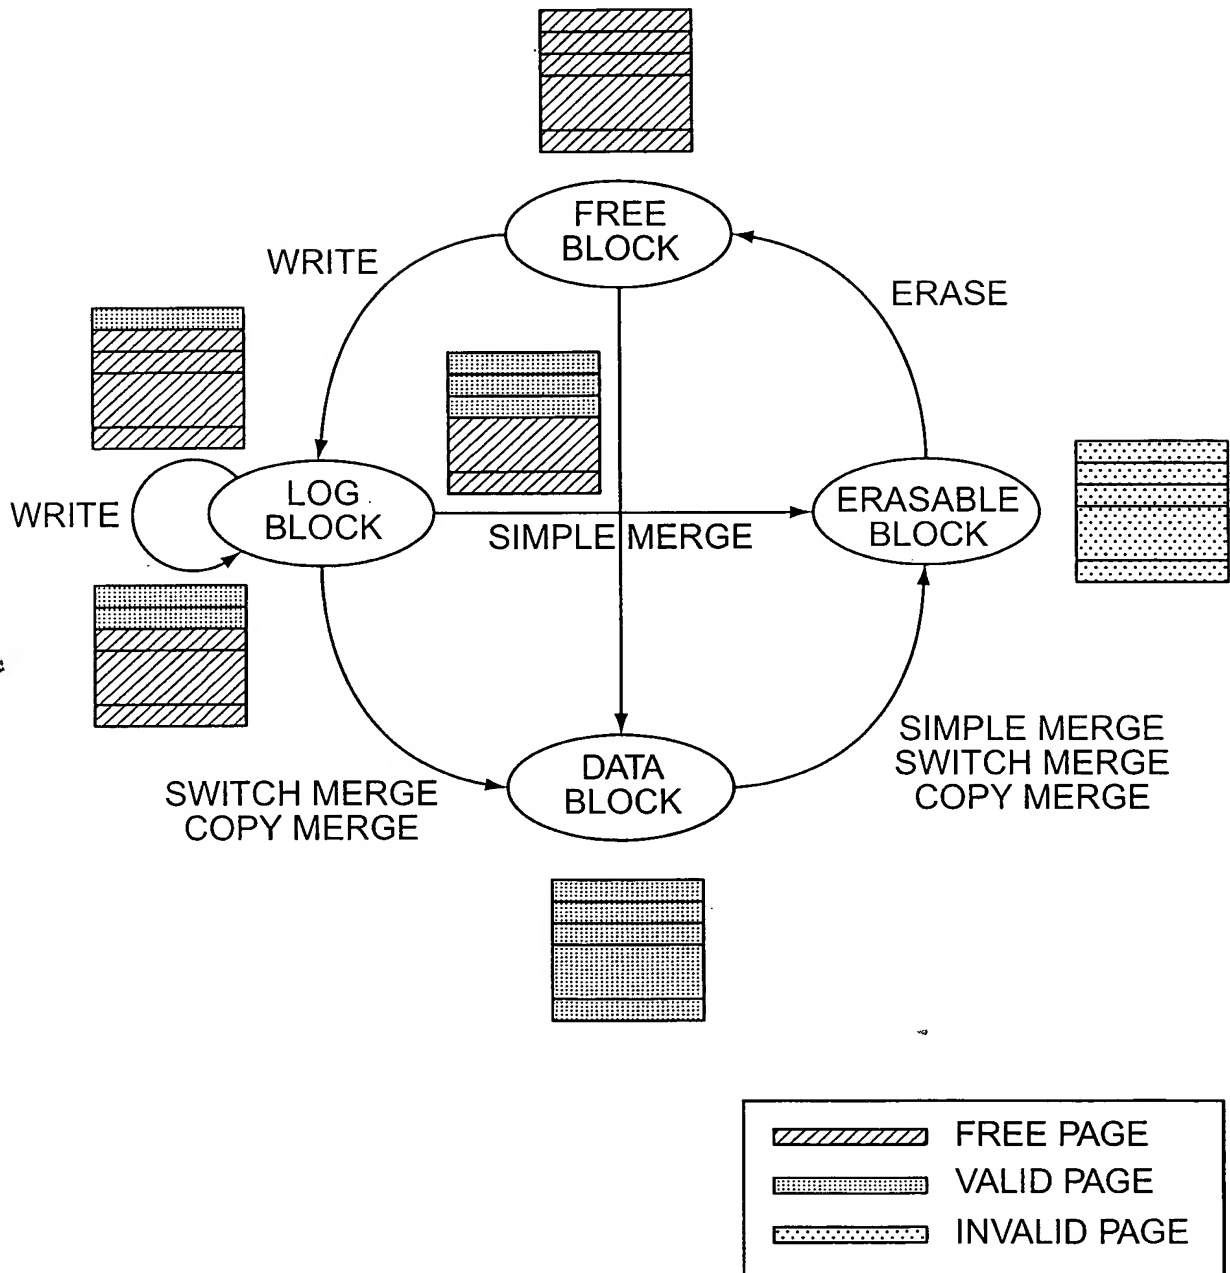 FREE
BLOCK
WRITE
ERASE
WRITE
LOG
BLOCK
SIMPLE MERGE
ERASABLE
BLOCK
SWITCH MERGE
COPY MERGE
DATA
BLOCK
SIMPLE MERGE
SWITCH MERGE
COPY MERGE
FREE PAGE
VALID PAGE
INVALID PAGE